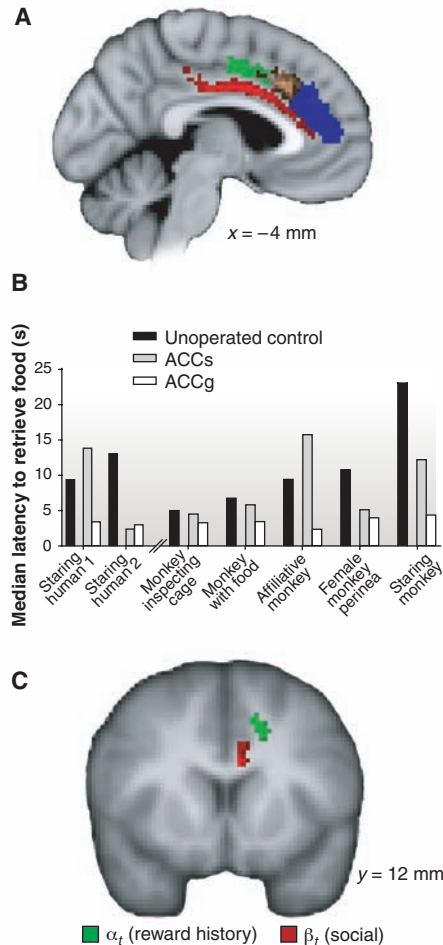 A
x = −4 mm
B
Unoperated control
ACCs
ACCg
Median latency to retrieve food (s)
25
20
15
10
5
0
Staring
human 1
Staring
human 2
Monkey
inspecting
cage
Monkey
with food
Affiliative
monkey
Female
monkey
perinea
Staring
monkey
C
y = 12 mm
αt (reward history)
βt (social)